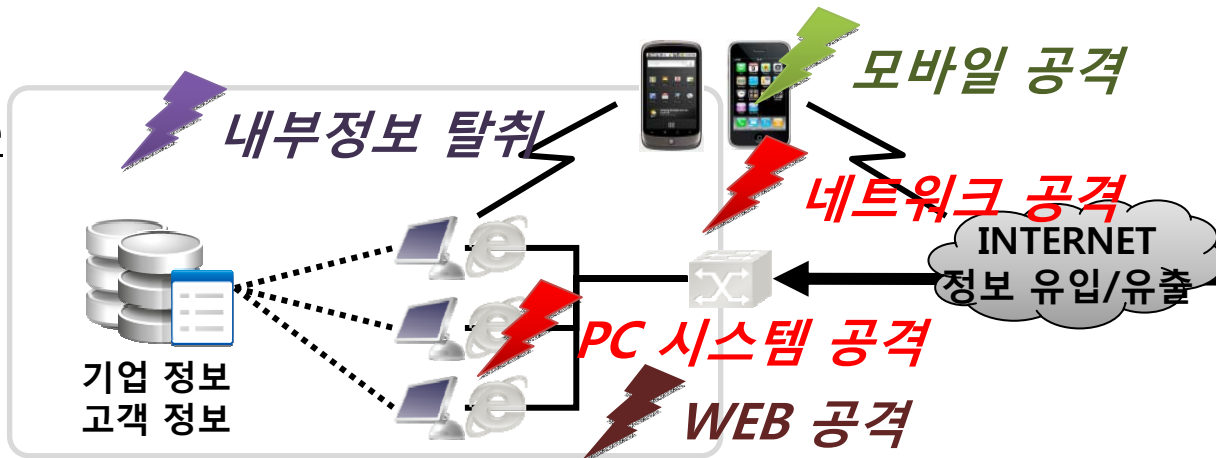 모바일 공격
내부정보 탈취
네트워크 공격
INTERNET
정보 유입/유출
PC 시스템 공격
기업 정보
고객 정보
WEB 공격